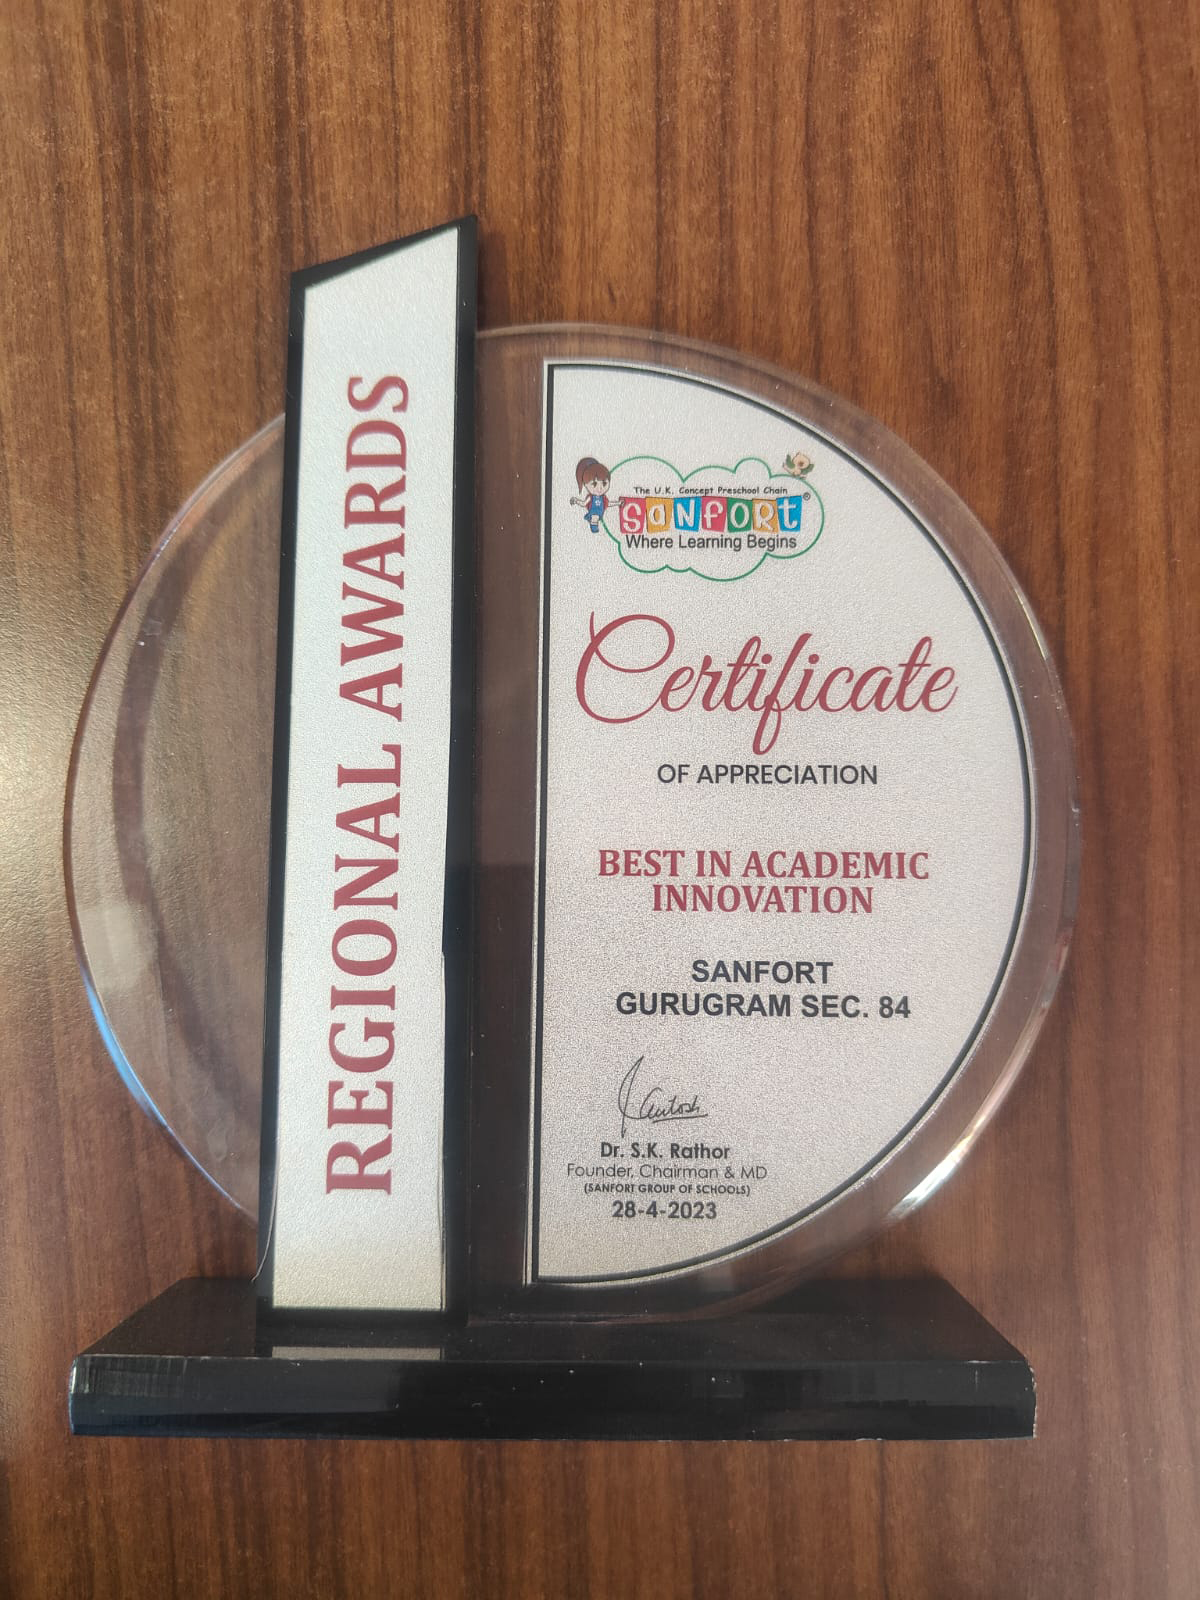 REGIONAL AWARDS
The U.K. Concept Preschool Chain
SANFORT®
Where Learning Begins
Certificate
OF APPRECIATION
BEST IN ACADEMIC
INNOVATION
SANFORT
GURUGRAM SEC. 84
Dr. S.K. Rathor
Founder, Chairman & MD
(SANFORT GROUP OF SCHOOLS)
28-4-2023